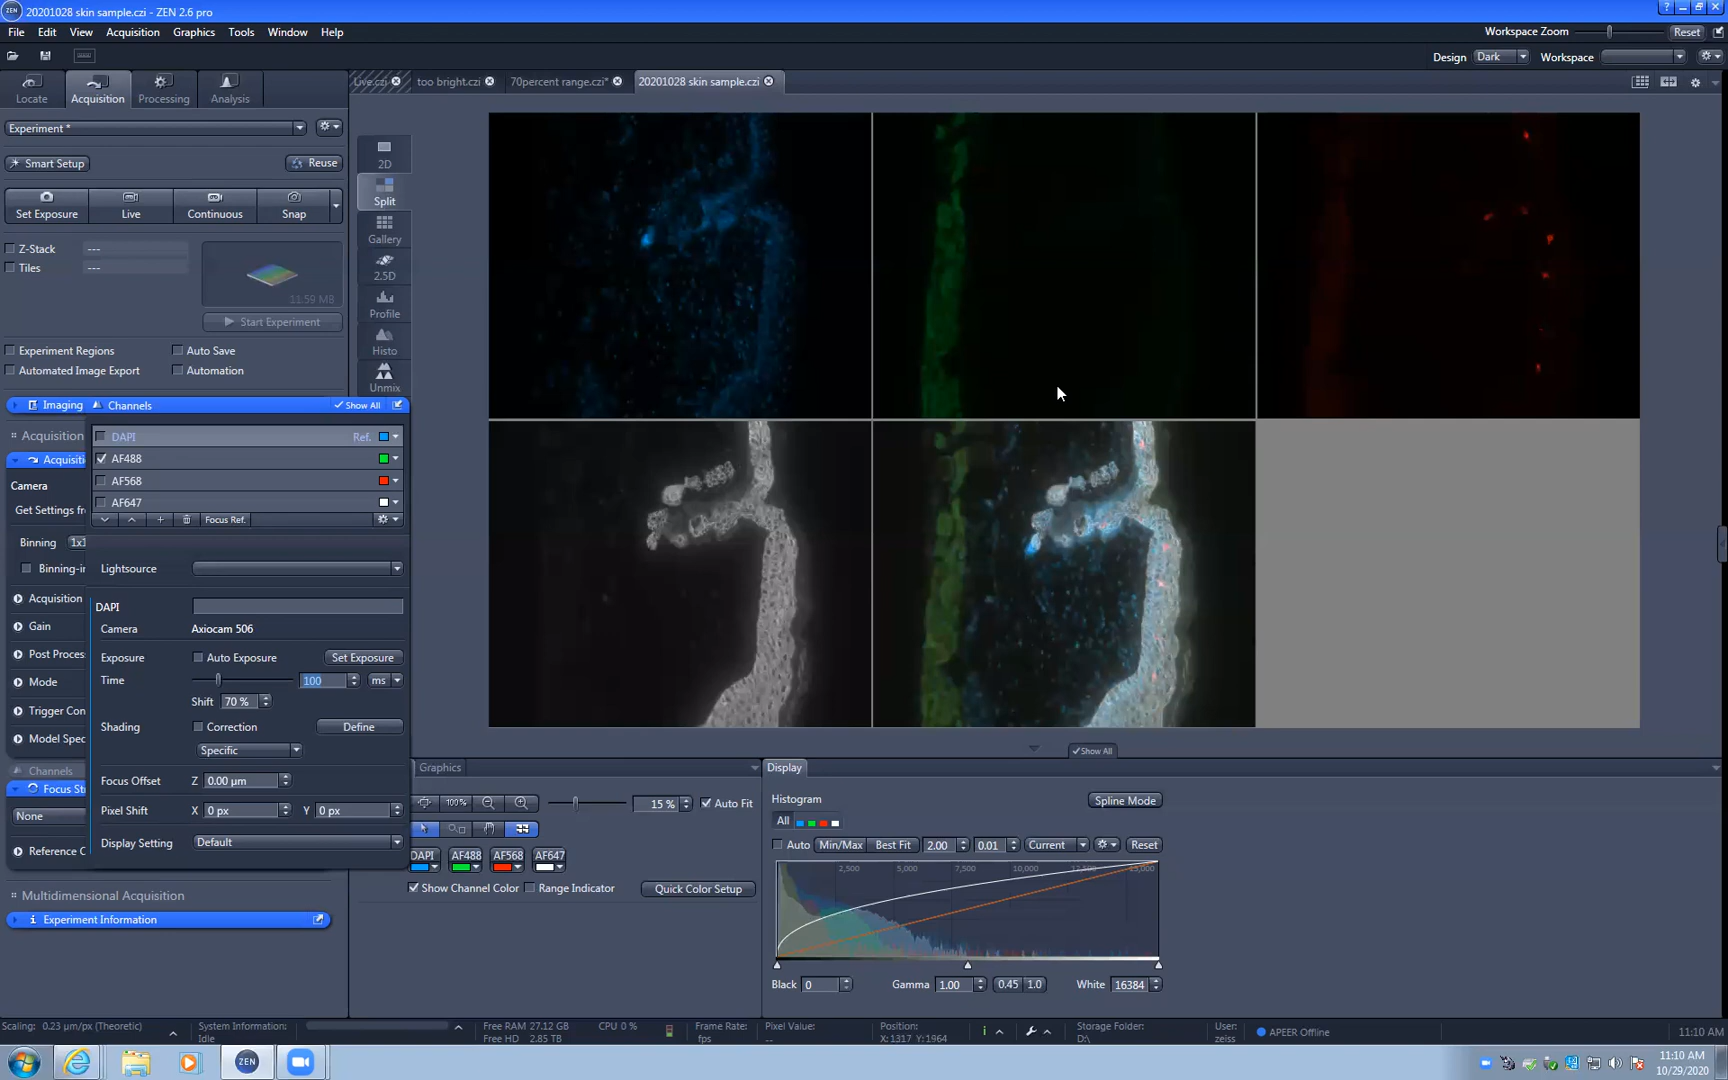 20201028 skin sample.czi - ZEN 2.6 pro
File Edit View Acquisition Graphics Tools Window Help
Workspace Zoom Reset
Design Dark Workspace
Locate Acquisition Processing Analysis
Live.czi too bright.czi 70percent range.czi* 20201028 skin sample.czi
Experiment *
Smart Setup Reuse
Set Exposure Live Continuous Snap
Z-Stack ---
Tiles ---
11.59 MB
Start Experiment
Experiment Regions Auto Save
Automated Image Export Automation
2D
Split
Gallery
2.5D
Profile
Histo
Unmix
Imaging Channels Show All
Acquisition
DAPI Ref.
AF488
AF568
AF647
Focus Ref.
Camera
Get Settings fr
Binning 1x1
Binning-in
Acquisition
Gain
Post Proces
Mode
Trigger Con
Model Spec
Channels
Focus St
None
Reference C
Lightsource
DAPI
Camera Axiocam 506
Exposure Auto Exposure Set Exposure
Time 100 ms
Shift 70 %
Shading Correction Define
Specific
Focus Offset Z 0.00 µm
Pixel Shift X 0 px Y 0 px
Display Setting Default
Multidimensional Acquisition
Experiment Information
Show All
Graphics
100% 15 % Auto Fit
DAPI AF488 AF568 AF647
Show Channel Color Range Indicator Quick Color Setup
Display
Histogram Spline Mode
All
Auto Min/Max Best Fit 2.00 0.01 Current Reset
2,500 5,000 7,500 10,000 15,000
Black 0 Gamma 1.00 0.45 1.0 White 16384
Scaling: 0.23 µm/px (Theoretic) System Information: Idle Free RAM 27.12 GB Free HD 2.85 TB CPU 0 % Frame Rate: fps Pixel Value: -- Position: X:1317 Y:1964 Storage Folder: D:\ User: zeiss APEER Offline 11:10 AM
ZEN
11:10 AM
10/29/2020